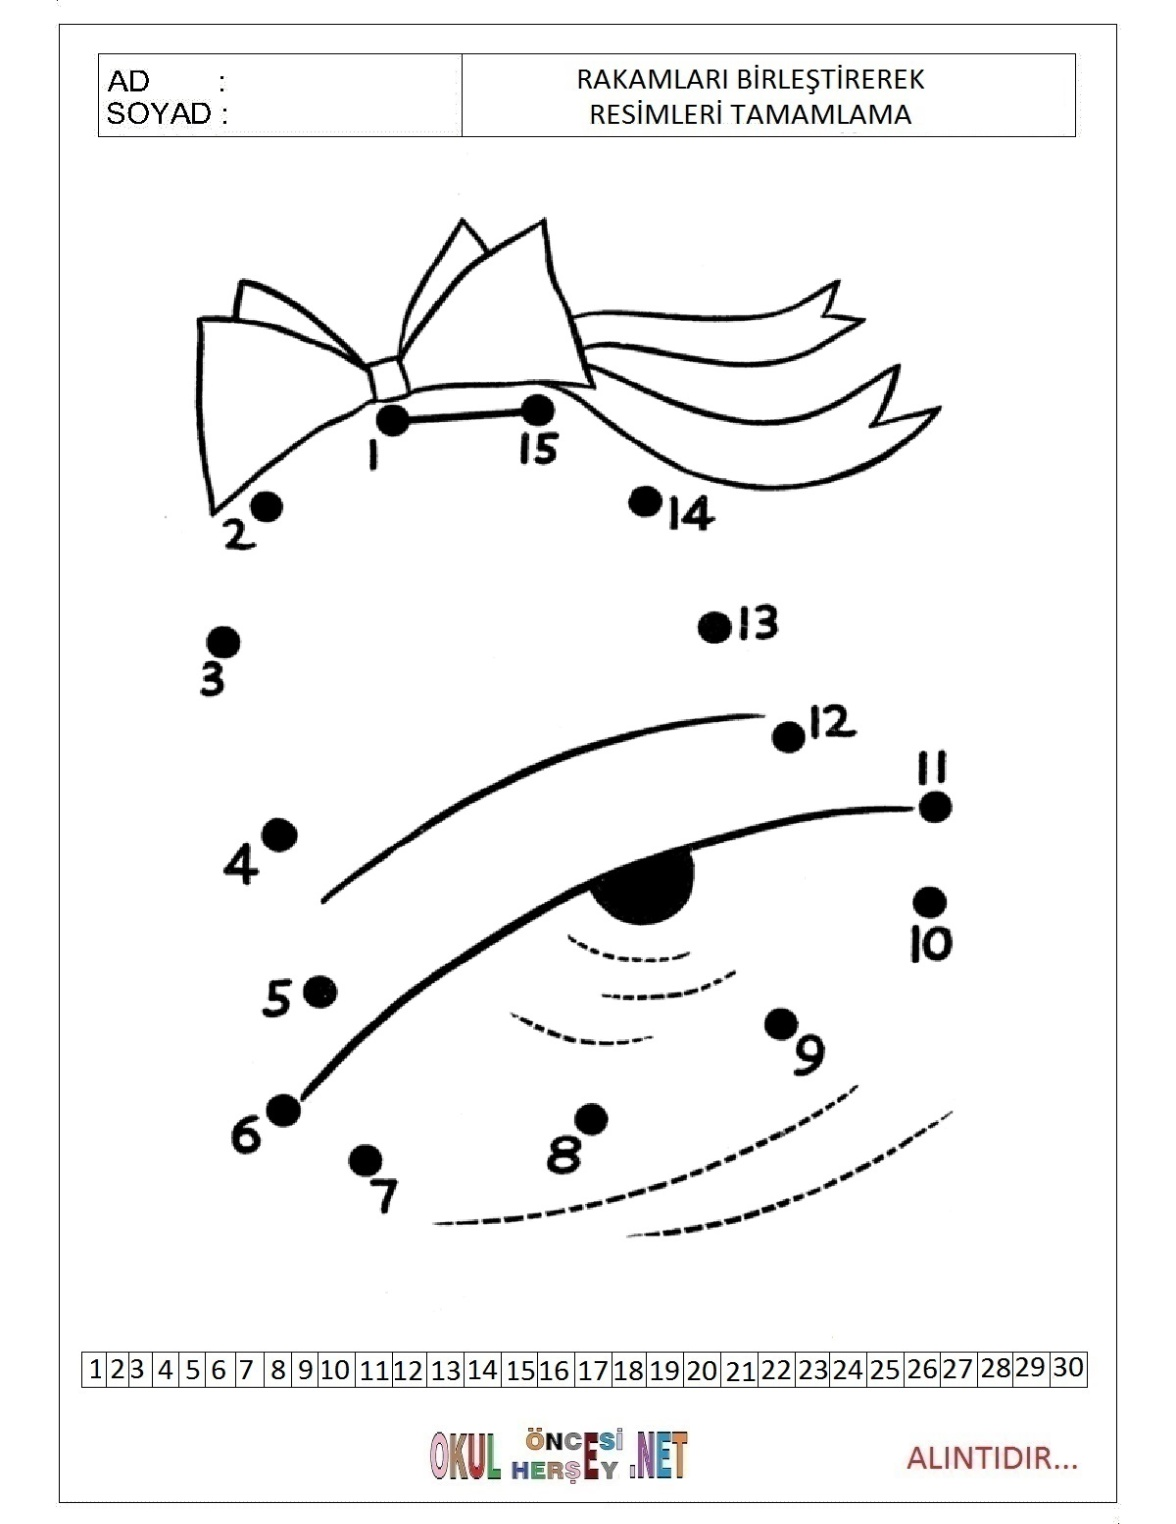 AD :
SOYAD :
RAKAMLARI BİRLEŞTİREREK
RESİMLERİ TAMAMLAMA
1
15
2
14
3
13
12
11
4
10
5
9
6
8
7
1 2 3 4 5 6 7 8 9 10 11 12 13 14 15 16 17 18 19 20 21 22 23 24 25 26 27 28 29 30
OKUL ÖNCESİ HERŞEY .NET
ALINTIDIR...